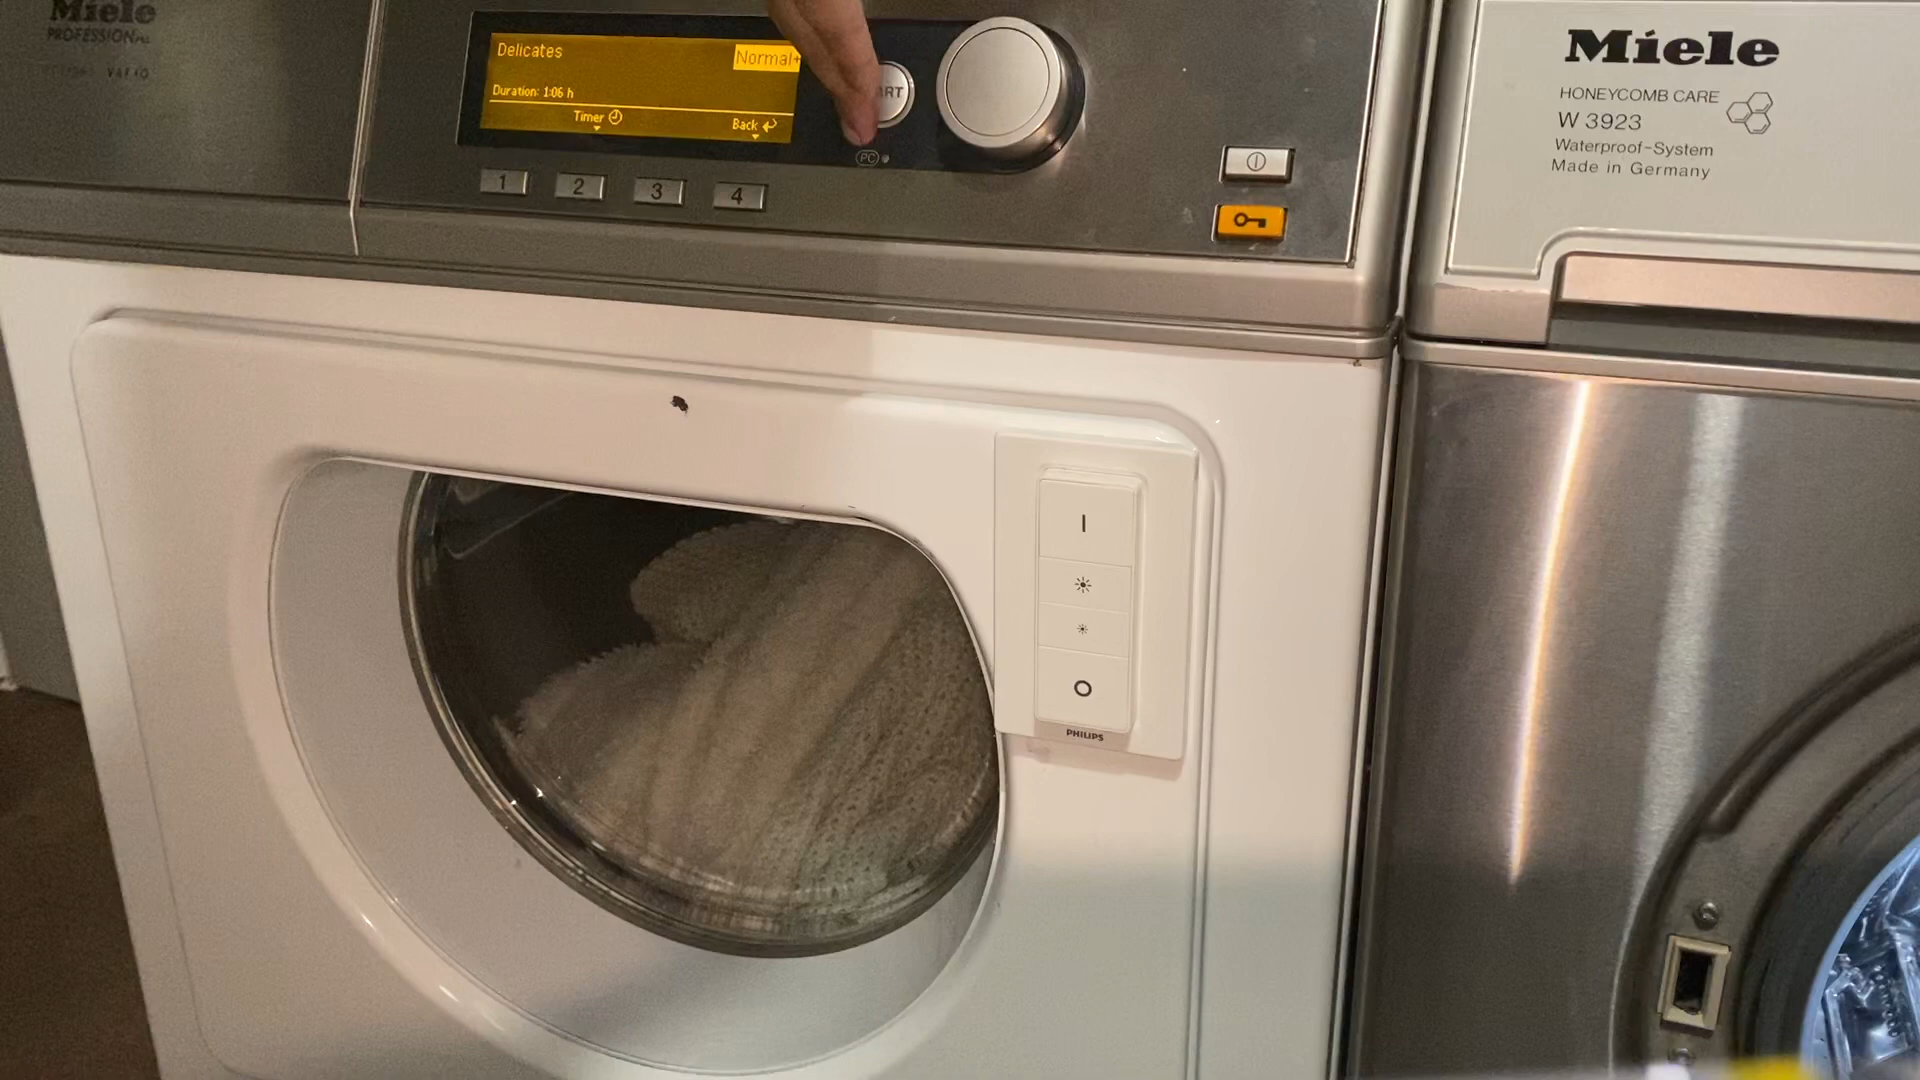 Miele
PROFESSIONAL
Delicates
Normal+
Duration: 1:06 h
Timer
Back
ART
PC
1 2 3 4
Miele
HONEYCOMB CARE
W 3923
Waterproof-System
Made in Germany
I
O
PHILIPS